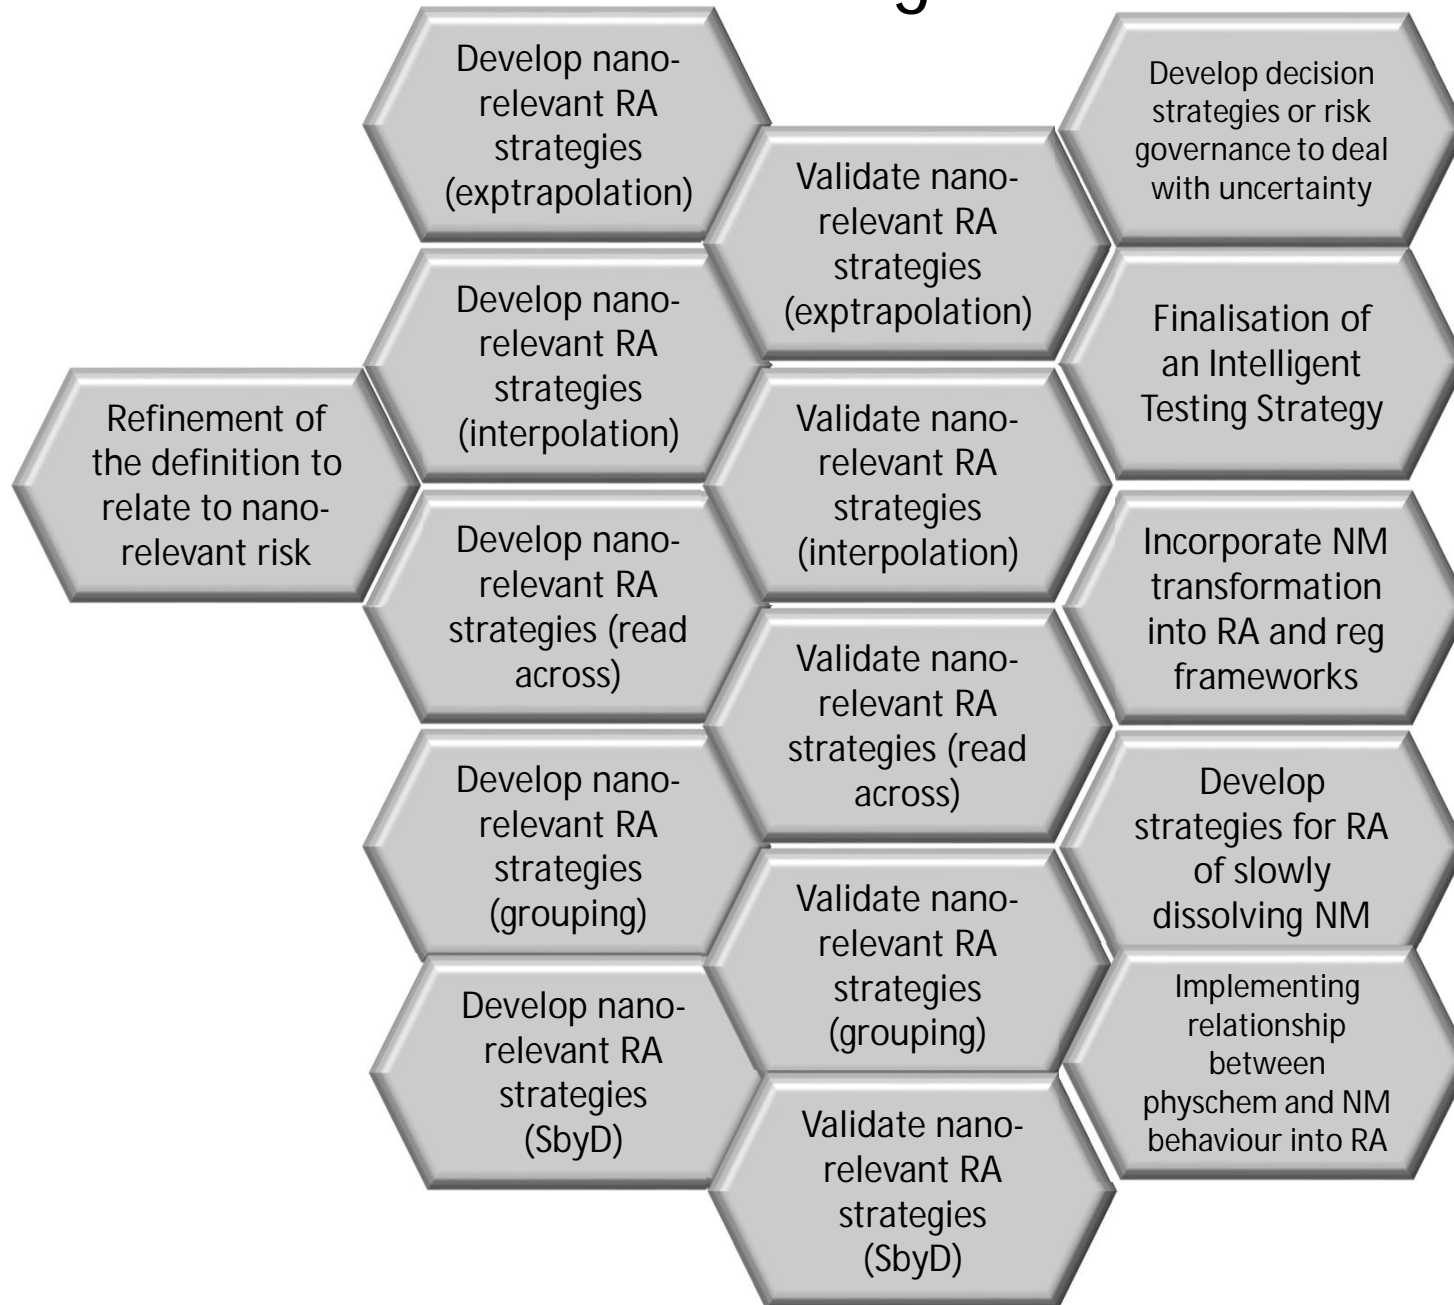 g
Refinement of
the definition to
relate to nano-
relevant risk
Develop nano-
relevant RA
strategies
(exptrapolation)
Develop nano-
relevant RA
strategies
(interpolation)
Develop nano-
relevant RA
strategies (read
across)
Develop nano-
relevant RA
strategies
(grouping)
Develop nano-
relevant RA
strategies
(SbyD)
Validate nano-
relevant RA
strategies
(exptrapolation)
Validate nano-
relevant RA
strategies
(interpolation)
Validate nano-
relevant RA
strategies (read
across)
Validate nano-
relevant RA
strategies
(grouping)
Validate nano-
relevant RA
strategies
(SbyD)
Develop decision
strategies or risk
governance to deal
with uncertainty
Finalisation of
an Intelligent
Testing Strategy
Incorporate NM
transformation
into RA and reg
frameworks
Develop
strategies for RA
of slowly
dissolving NM
Implementing
relationship
between
physchem and NM
behaviour into RA